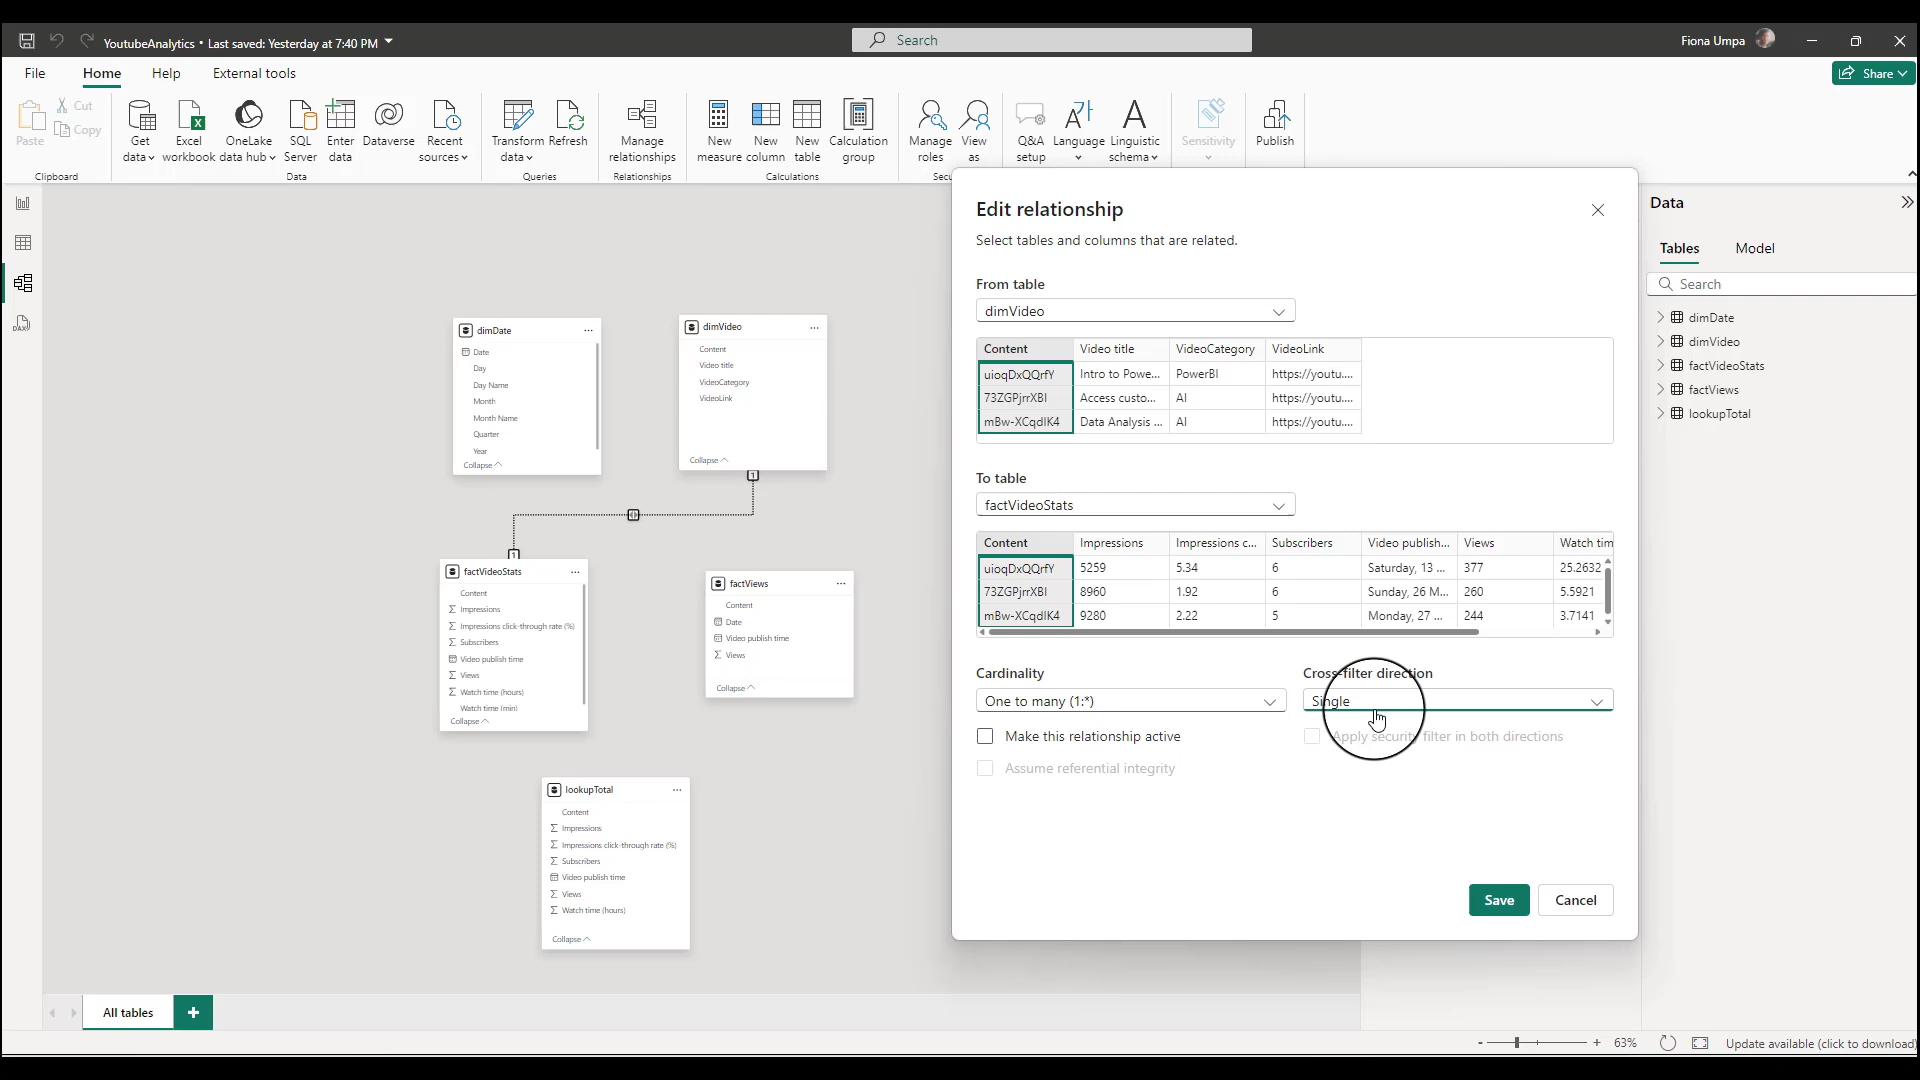 YoutubeAnalytics • Last saved: Yesterday at 7:40 PM
Search
Fiona Umpa
File
Home
Help
External tools
Share
Paste
Cut
Copy
Clipboard
Get data
Excel workbook
OneLake data hub
SQL Server
Enter data
Dataverse
Recent sources
Data
Transform data
Refresh
Queries
Manage relationships
Relationships
New measure
New column
New table
Calculation group
Calculations
Manage roles
View as
Secu
Q&A setup
Language
Linguistic schema
Sensitivity
Publish
dimDate
Date
Day
Day Name
Month
Month Name
Quarter
Year
Collapse
dimVideo
Content
Video title
VideoCategory
VideoLink
Collapse
1
1
factVideoStats
Content
Impressions
Impressions click-through rate (%)
Subscribers
Video publish time
Views
Watch time (hours)
Watch time (min)
Collapse
factViews
Content
Date
Video publish time
Views
Collapse
lookupTotal
Content
Impressions
Impressions click-through rate (%)
Subscribers
Video publish time
Views
Watch time (hours)
Collapse
Edit relationship
Select tables and columns that are related.
From table
dimVideo
Content Video title VideoCategory VideoLink
uioqDxQQrfY Intro to Powe... PowerBI https://youtu....
73ZGPjrrXBI Access custo... AI https://youtu....
mBw-XCqdIK4 Data Analysis ... AI https://youtu....
To table
factVideoStats
Content Impressions Impressions c... Subscribers Video publish... Views Watch tim
uioqDxQQrfY 5259 5.34 6 Saturday, 13 ... 377 25.2632
73ZGPjrrXBI 8960 1.92 6 Sunday, 26 M... 260 5.5921
mBw-XCqdIK4 9280 2.22 5 Monday, 27 ... 244 3.7141
Cardinality
One to many (1:*)
Cross-filter direction
Single
Make this relationship active
Apply security filter in both directions
Assume referential integrity
Save
Cancel
Data
Tables
Model
Search
dimDate
dimVideo
factVideoStats
factViews
lookupTotal
All tables
63%
Update available (click to download)